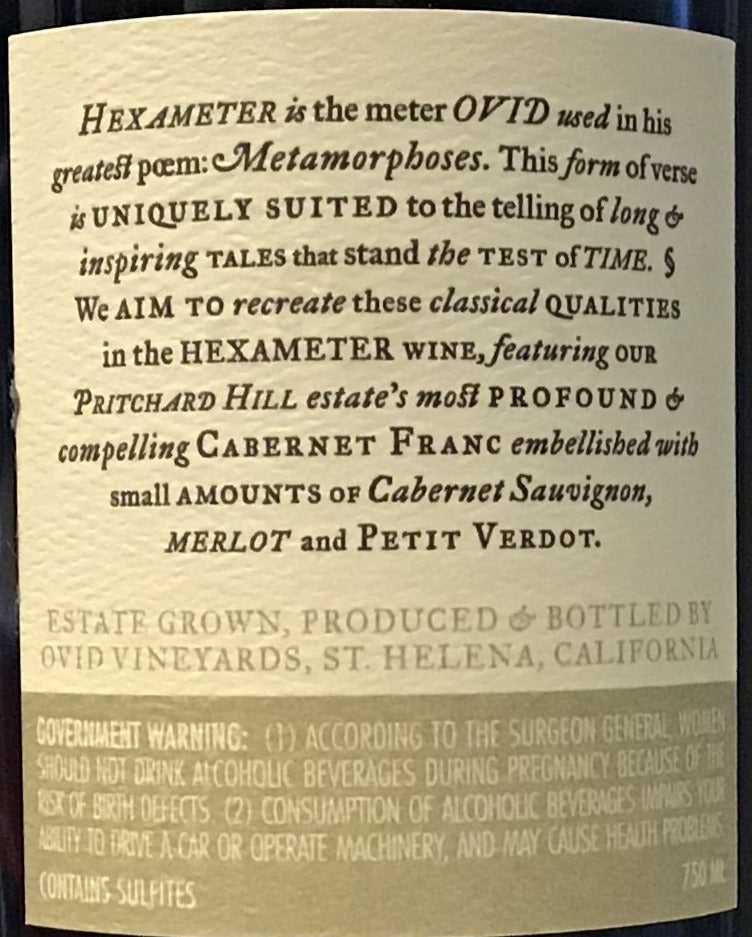 HEXAMETER is the meter OVID used in his
greatest pœm: Metamorphoses. This form of verse
is UNIQUELY SUITED to the telling of long &
inspiring TALES that stand the TEST of TIME. §
We AIM TO recreate these classical QUALITIES
in the HEXAMETER WINE, featuring OUR
PRITCHARD HILL estate's most PROFOUND &
compelling CABERNET FRANC embellished with
small AMOUNTS OF Cabernet Sauvignon,
MERLOT and PETIT VERDOT.
ESTATE GROWN, PRODUCED & BOTTLED BY
OVID VINEYARDS, ST. HELENA, CALIFORNIA
GOVERNMENT WARNING: (1) ACCORDING TO THE SURGEON GENERAL, WOMEN
SHOULD NOT DRINK ALCOHOLIC BEVERAGES DURING PREGNANCY BECAUSE OF THE
RISK OF BIRTH DEFECTS. (2) CONSUMPTION OF ALCOHOLIC BEVERAGES IMPAIRS YOUR
ABILITY TO DRIVE A CAR OR OPERATE MACHINERY, AND MAY CAUSE HEALTH PROBLEMS.
CONTAINS SULFITES 750 ML